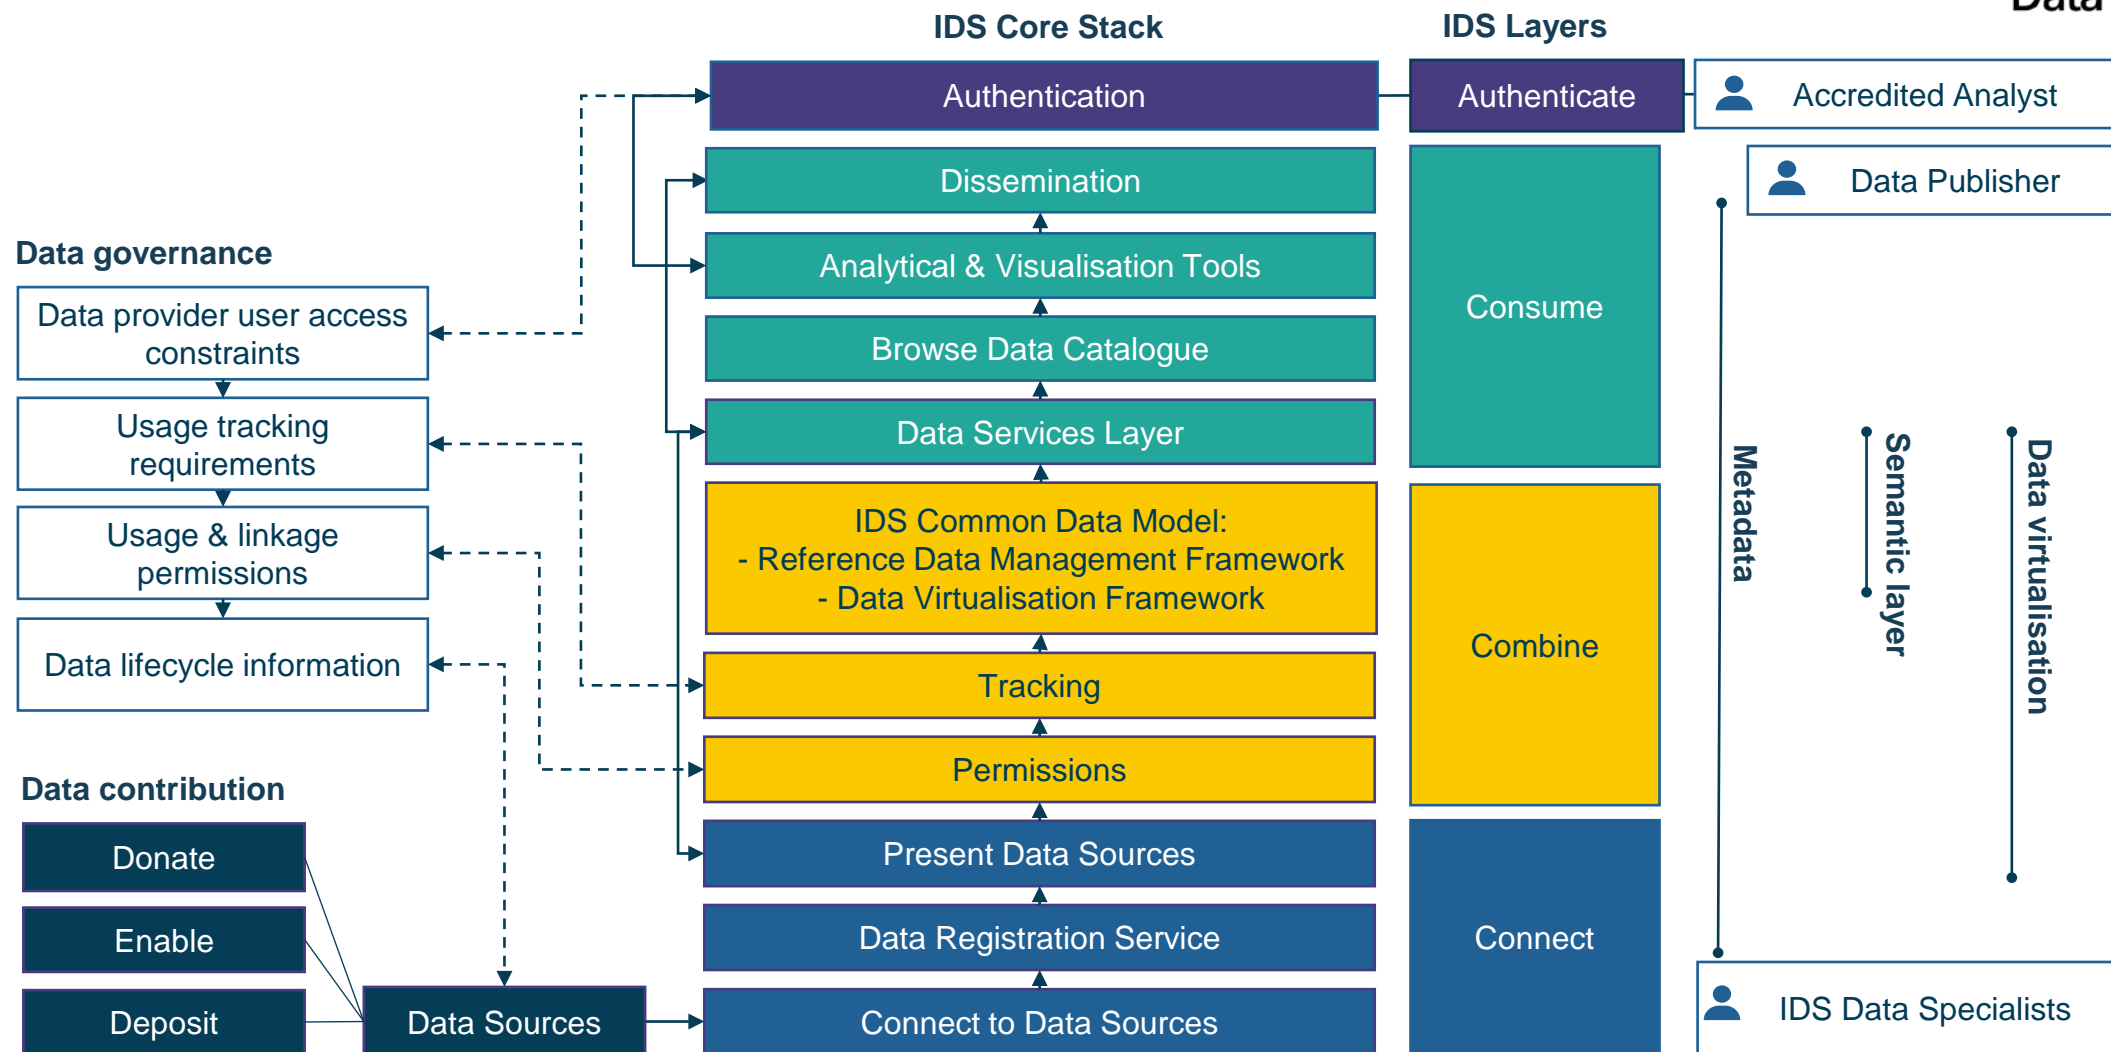 Data
IDS Core Stack
IDS Layers
Authentication
Authenticate
Accredited Analyst
Dissemination
Data Publisher
Analytical & Visualisation Tools
Consume
Browse Data Catalogue
Data Services Layer
Data governance
Data provider user access
constraints
Usage tracking
requirements
Usage & linkage
permissions
Data lifecycle information
IDS Common Data Model:
- Reference Data Management Framework
- Data Virtualisation Framework
Combine
Tracking
Permissions
Metadata
Semantic layer
Data virtualisation
Data contribution
Donate
Enable
Deposit
Data Sources
Present Data Sources
Data Registration Service
Connect to Data Sources
Connect
IDS Data Specialists